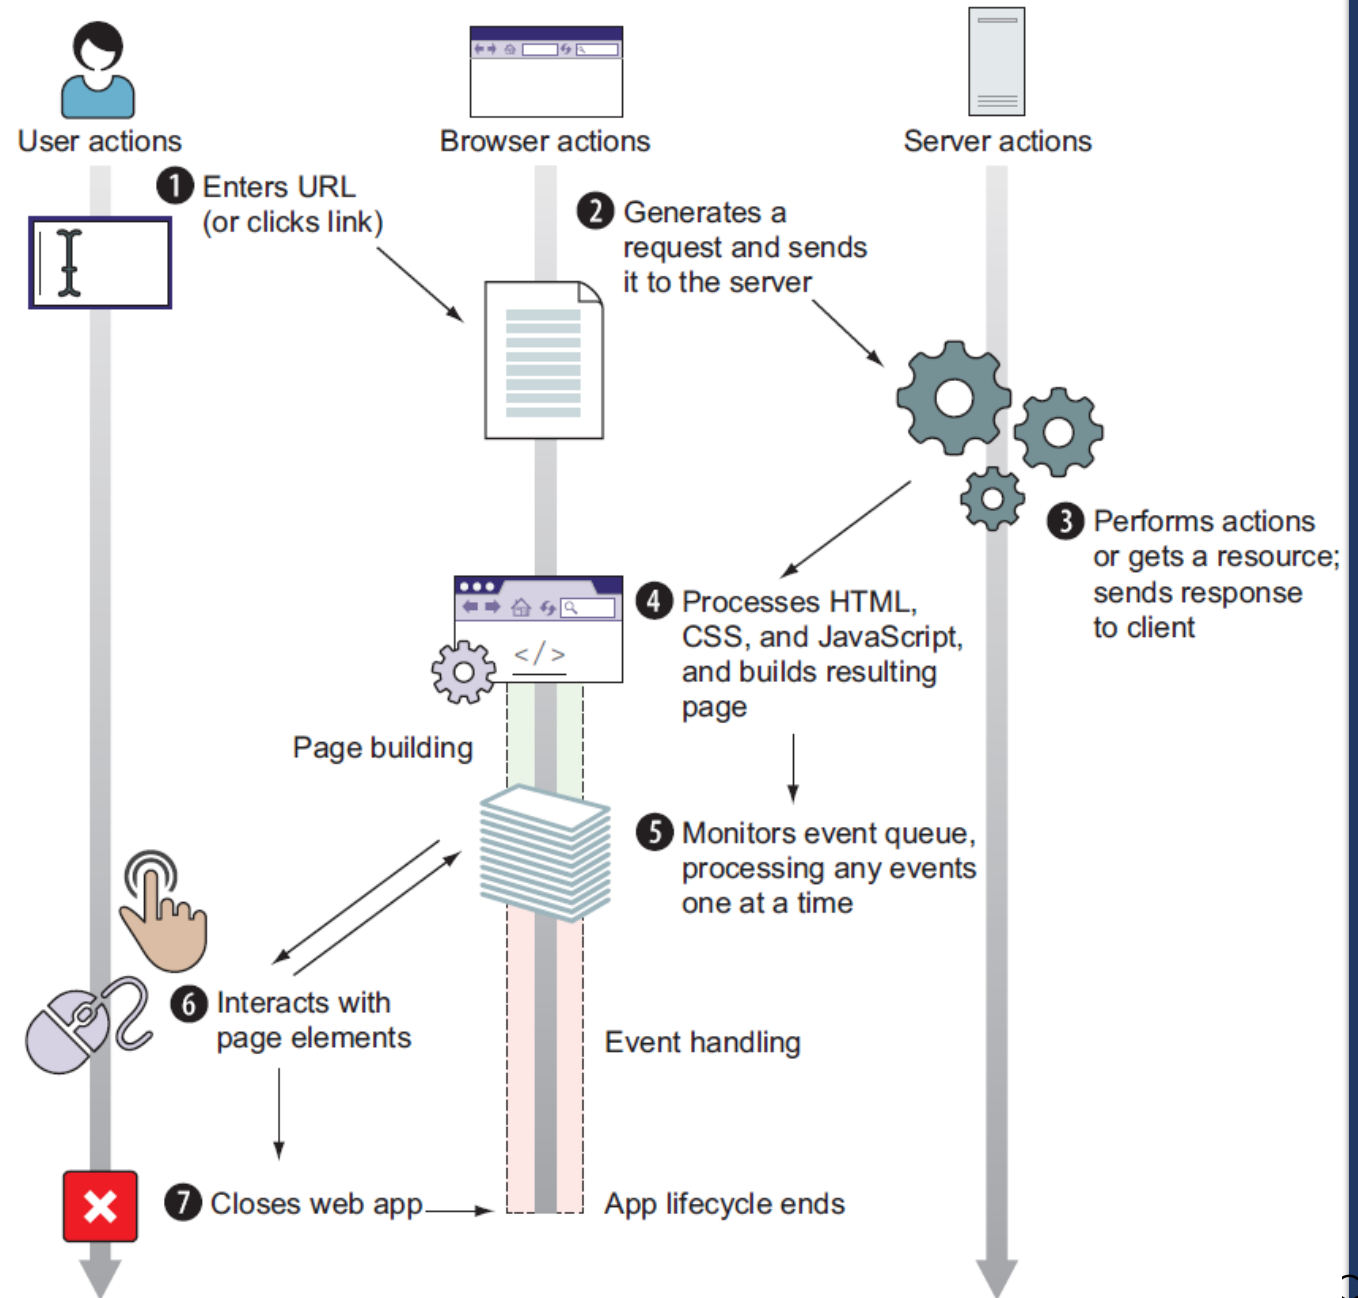 User actions
Browser actions
Server actions
1 Enters URL
(or clicks link)
2 Generates a
request and sends
it to the server
3 Performs actions
or gets a resource;
sends response
to client
4 Processes HTML,
CSS, and JavaScript,
and builds resulting
page
</>
Page building
5 Monitors event queue,
processing any events
one at a time
6 Interacts with
page elements
Event handling
7 Closes web app
App lifecycle ends